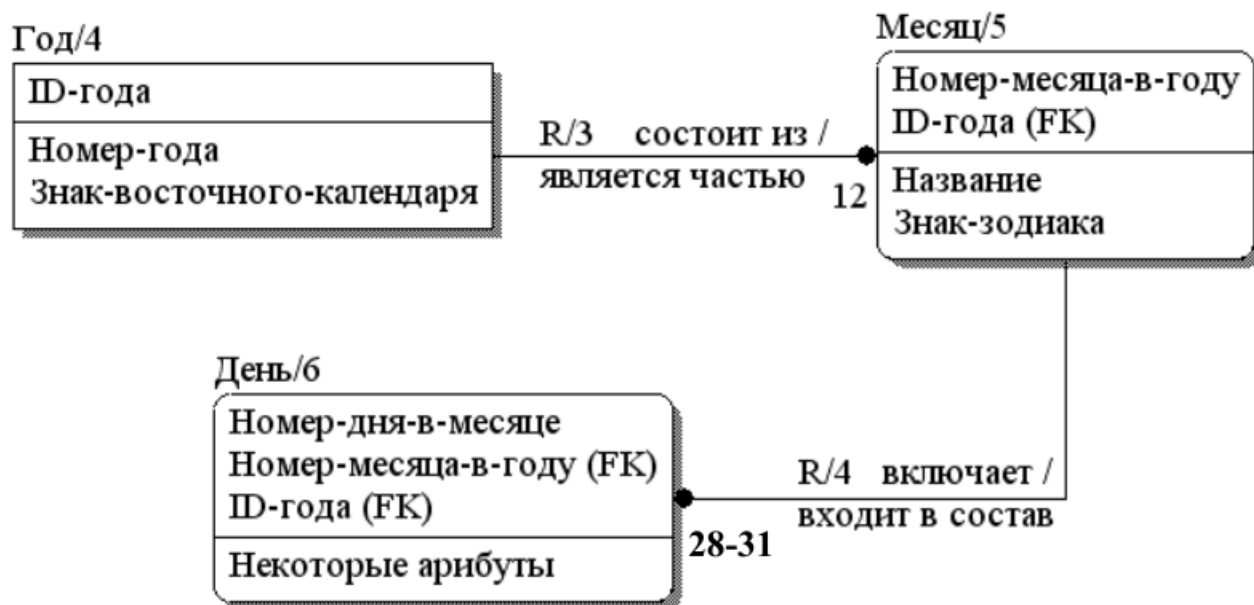 Год/4
ID-года
Номер-года
Знак-восточного-календаря
R/3 состоит из /
является частью
12
Месяц/5
Номер-месяца-в-году
ID-года (FK)
Название
Знак-зодиака
День/6
Номер-дня-в-месяце
Номер-месяца-в-году (FK)
ID-года (FK)
Некоторые арибуты
R/4 включает /
входит в состав
28-31